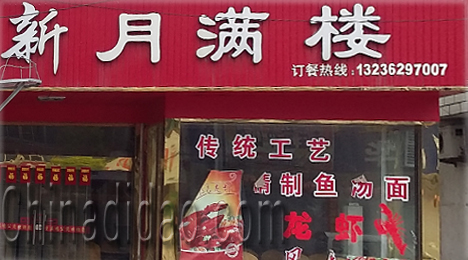 新月满楼
订餐热线:13236297007
传统工艺
精制鱼汤面
龙虾
Chinadidao.com